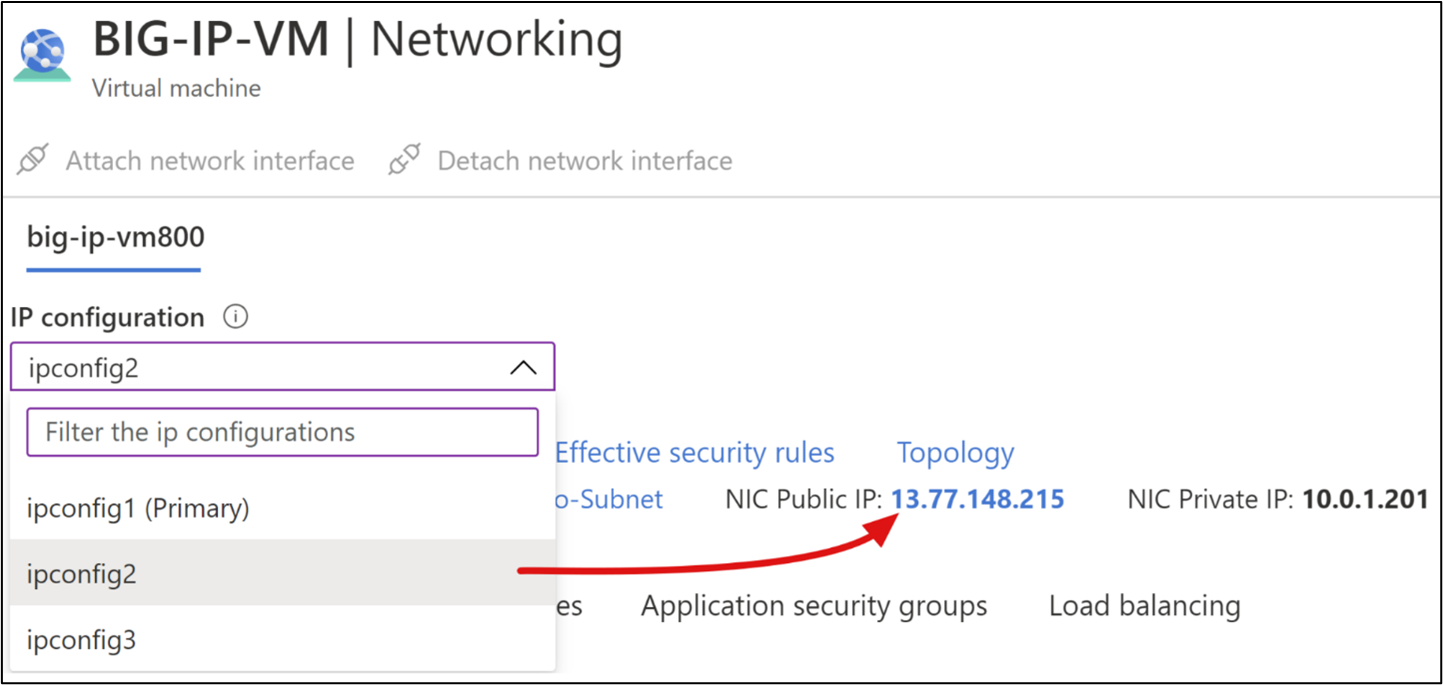 BIG-IP-VM | Networking
Virtual machine
Attach network interface Detach network interface
big-ip-vm800
IP configuration
ipconfig2
Filter the ip configurations
Effective security rules Topology
o-Subnet NIC Public IP: 13.77.148.215 NIC Private IP: 10.0.1.201
ipconfig1 (Primary)
ipconfig2
es Application security groups Load balancing
ipconfig3